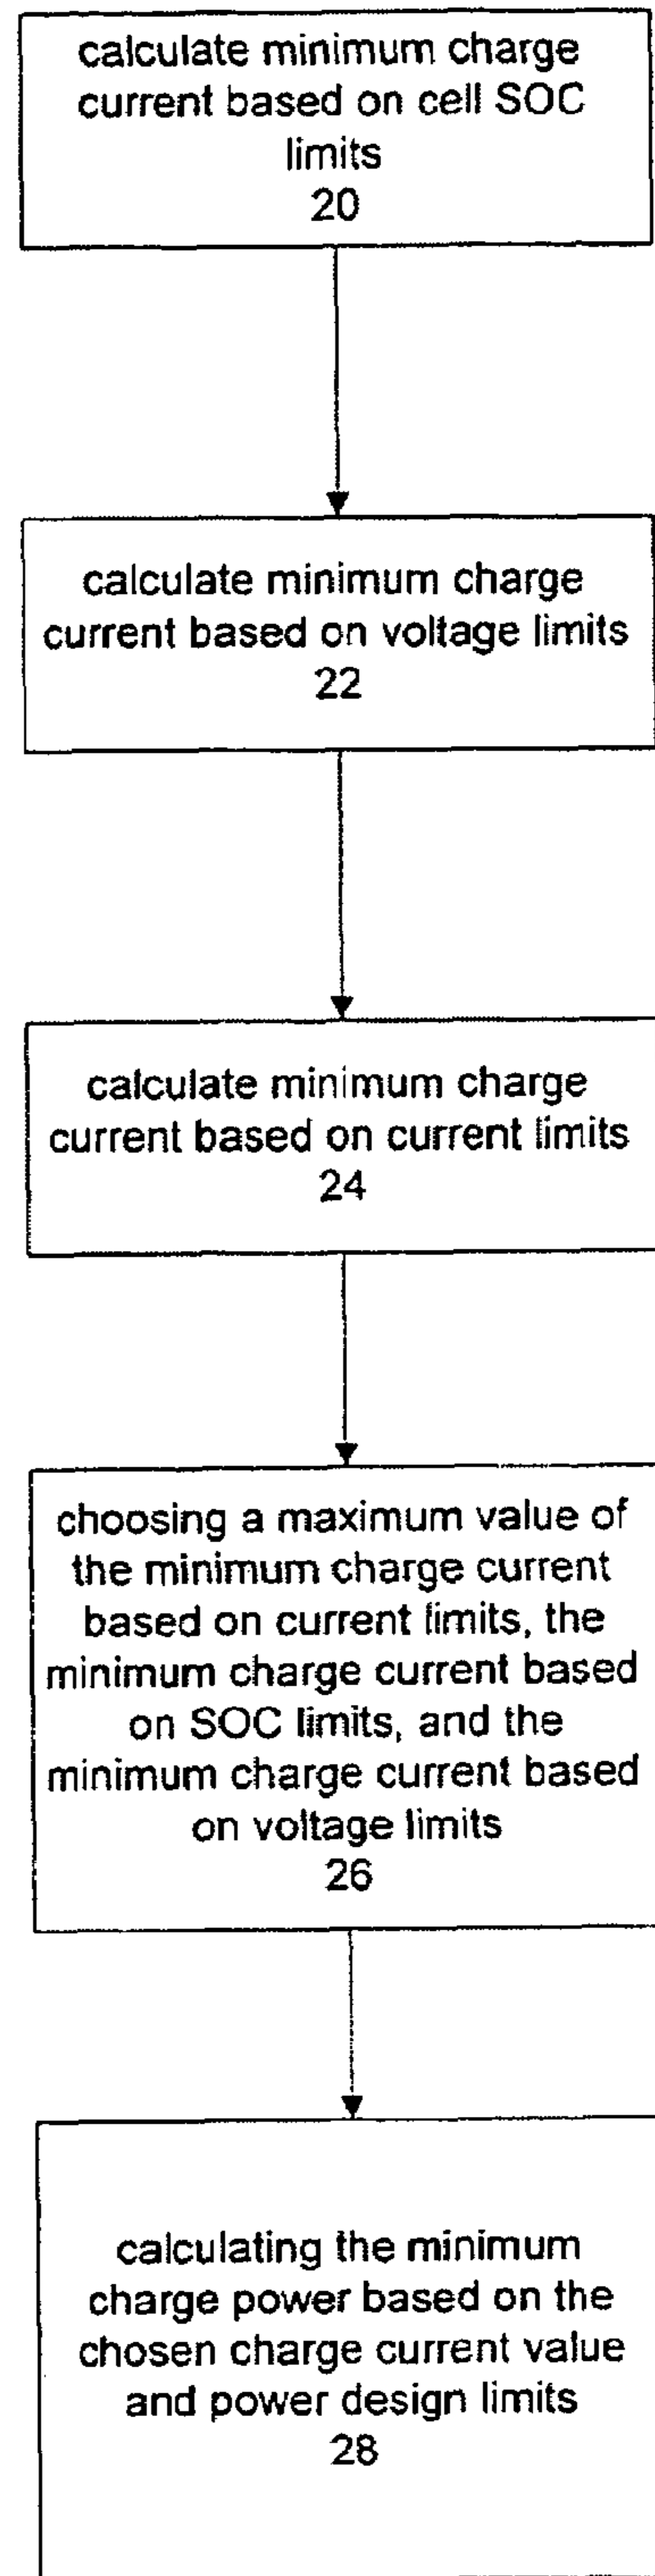 calculate minimum charge
current based on cell SOC
limits
20
calculate minimum charge
current based on voltage limits
22
calculate minimum charge
current based on current limits
24
choosing a maximum value of
the minimum charge current
based on current limits, the
minimum charge current based
on SOC limits, and the
minimum charge current based
on voltage limits
26
calculating the minimum
charge power based on the
chosen charge current value
and power design limits
28